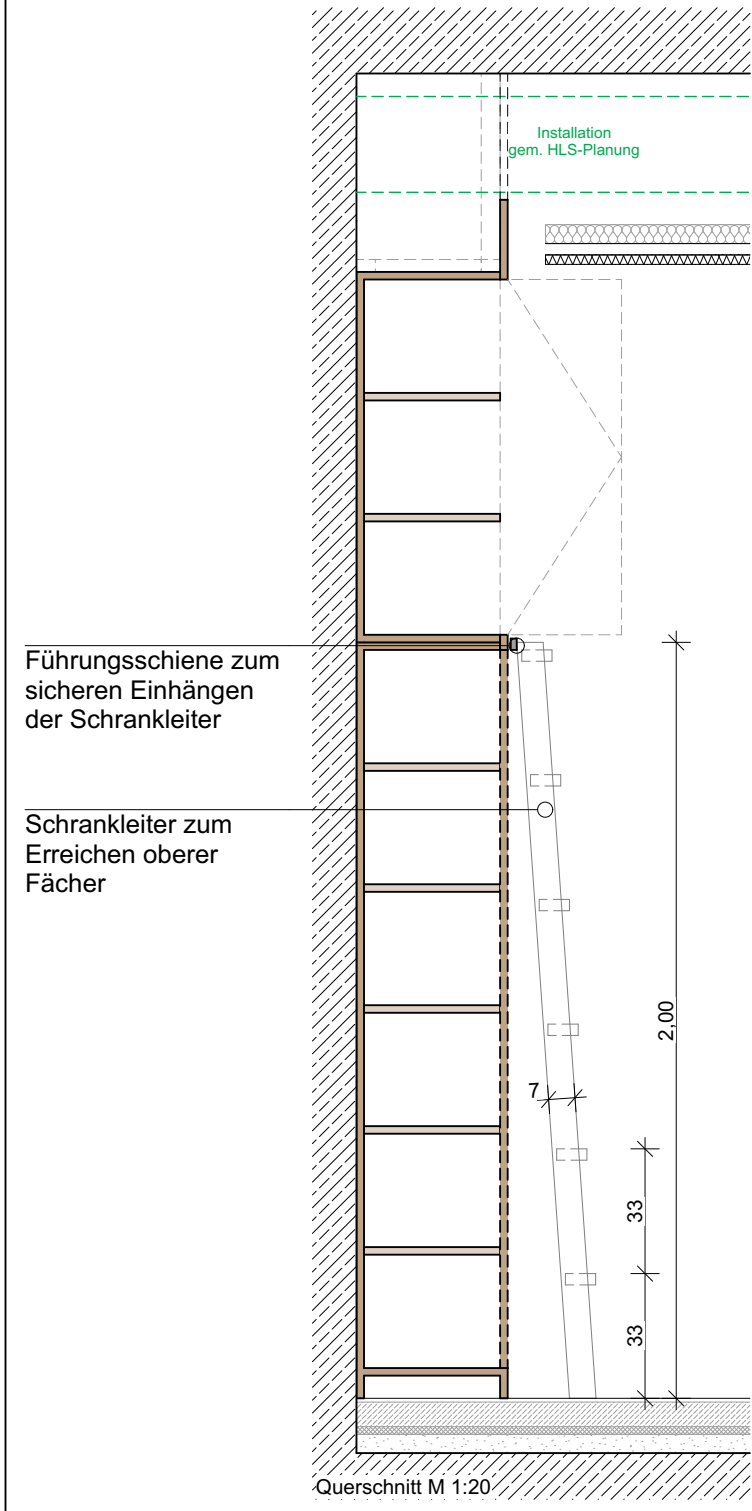 Installation
gem. HLS-Planung
Führungsschiene zum
sicheren Einhängen
der Schrankleiter
Schrankleiter zum
Erreichen oberer
Fächer
2,00
7
33
33
Querschnitt M 1:20